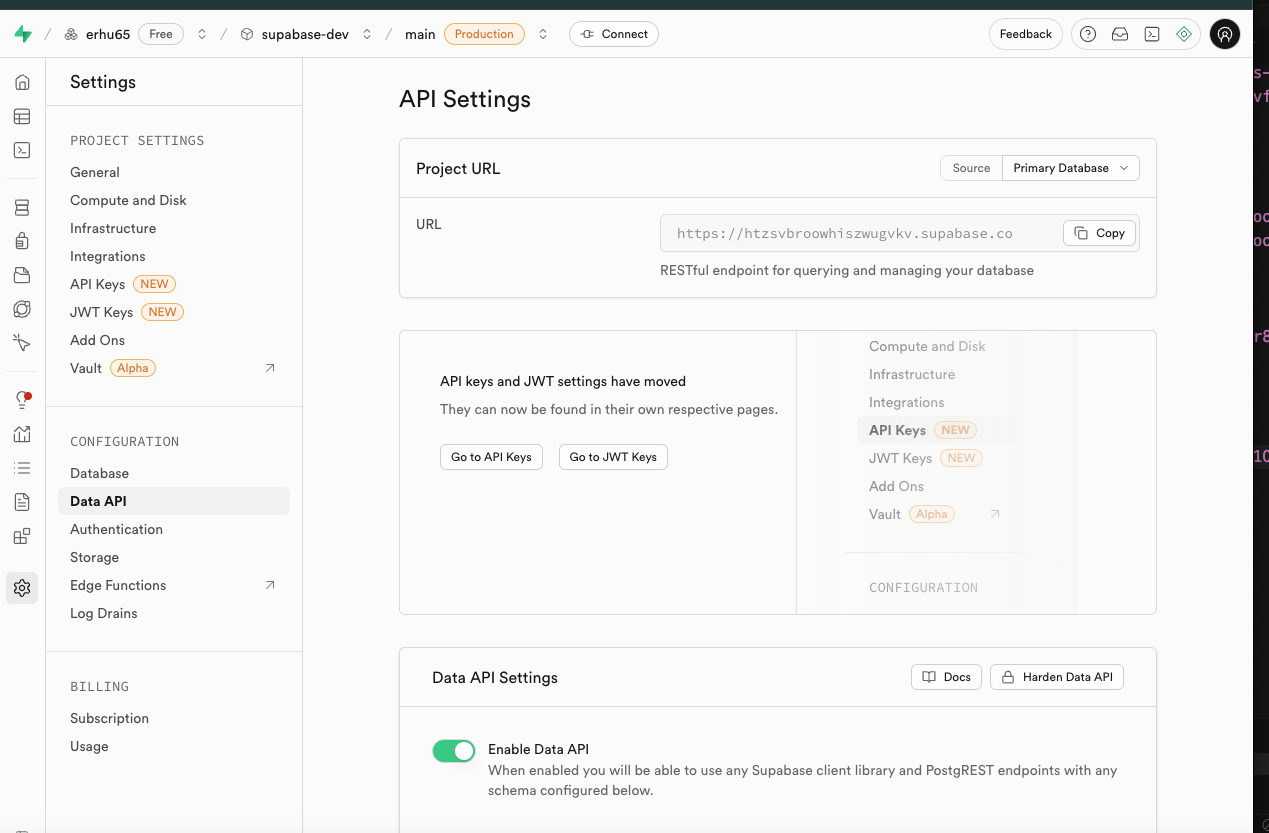 erhu65 Free
supabase-dev
main Production
Connect
Feedback
Settings
PROJECT SETTINGS
General
Compute and Disk
Infrastructure
Integrations
API Keys NEW
JWT Keys NEW
Add Ons
Vault Alpha
CONFIGURATION
Database
Data API
Authentication
Storage
Edge Functions
Log Drains
BILLING
Subscription
Usage
API Settings
Project URL
Source Primary Database
URL
https://htzsvbroowhiszwugvkv.supabase.co
Copy
RESTful endpoint for querying and managing your database
API keys and JWT settings have moved
They can now be found in their own respective pages.
Go to API Keys Go to JWT Keys
Compute and Disk
Infrastructure
Integrations
API Keys NEW
JWT Keys NEW
Add Ons
Vault Alpha
CONFIGURATION
Data API Settings
Docs Harden Data API
Enable Data API
When enabled you will be able to use any Supabase client library and PostgREST endpoints with any
schema configured below.